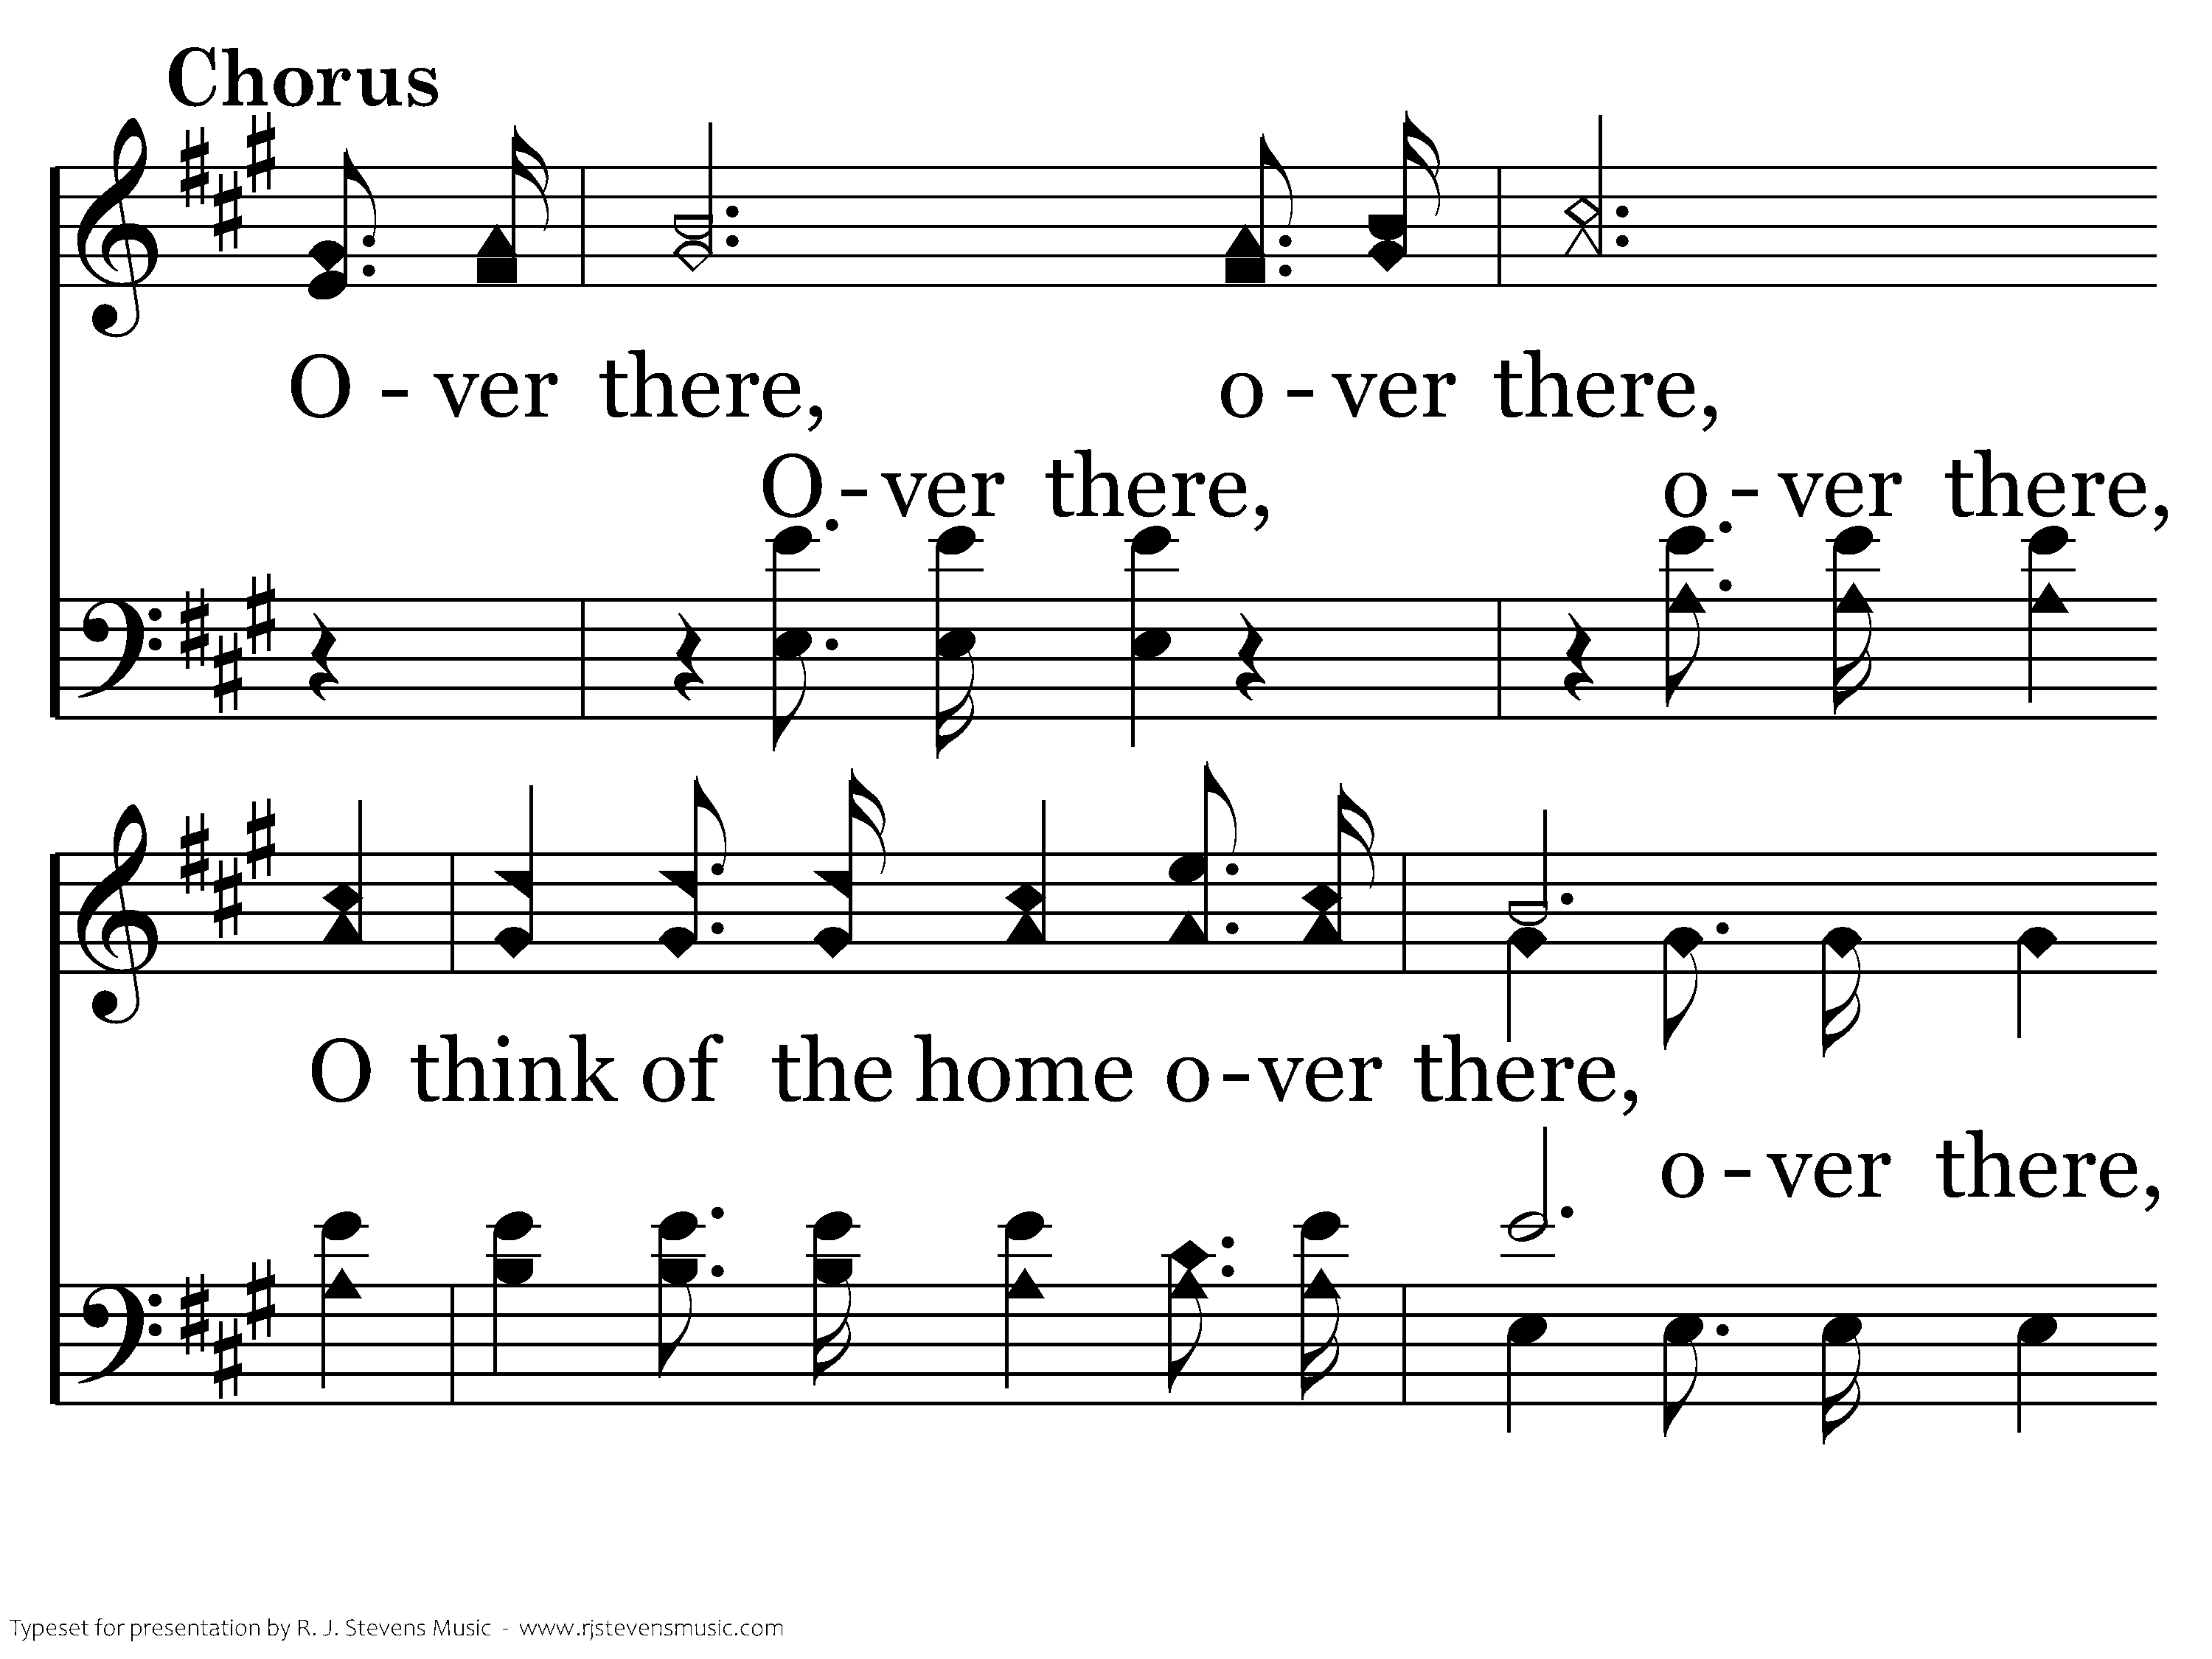 Chorus
O - ver there, o - ver there,
O - ver there, o - ver there,
O think of the home o - ver there,
o - ver there,
Typeset for presentation by R. J. Stevens Music - www.rjstevensmusic.com